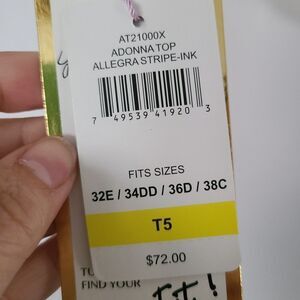 AT21000X
ADONNA TOP
ALLEGRA STRIPE-INK
7 49539 41920 3
FITS SIZES
32E / 34DD / 36D / 38C
T5
$72.00
FIND YOUR